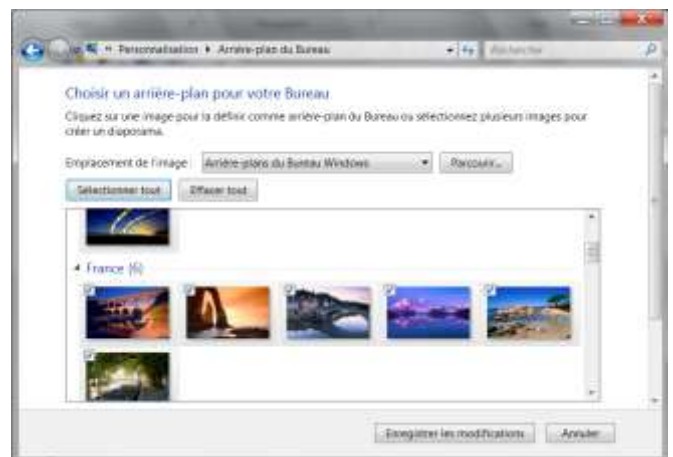 « Personnalisation ▸ Arrière-plan du Bureau
Rechercher
Choisir un arrière-plan pour votre Bureau
Cliquez sur une image pour la définir comme arrière-plan du Bureau ou sélectionnez plusieurs images pour
créer un diaporama.
Emplacement de l'image : Arrière-plans du Bureau Windows Parcourir...
Sélectionner tout Effacer tout
France (6)
Enregistrer les modifications Annuler